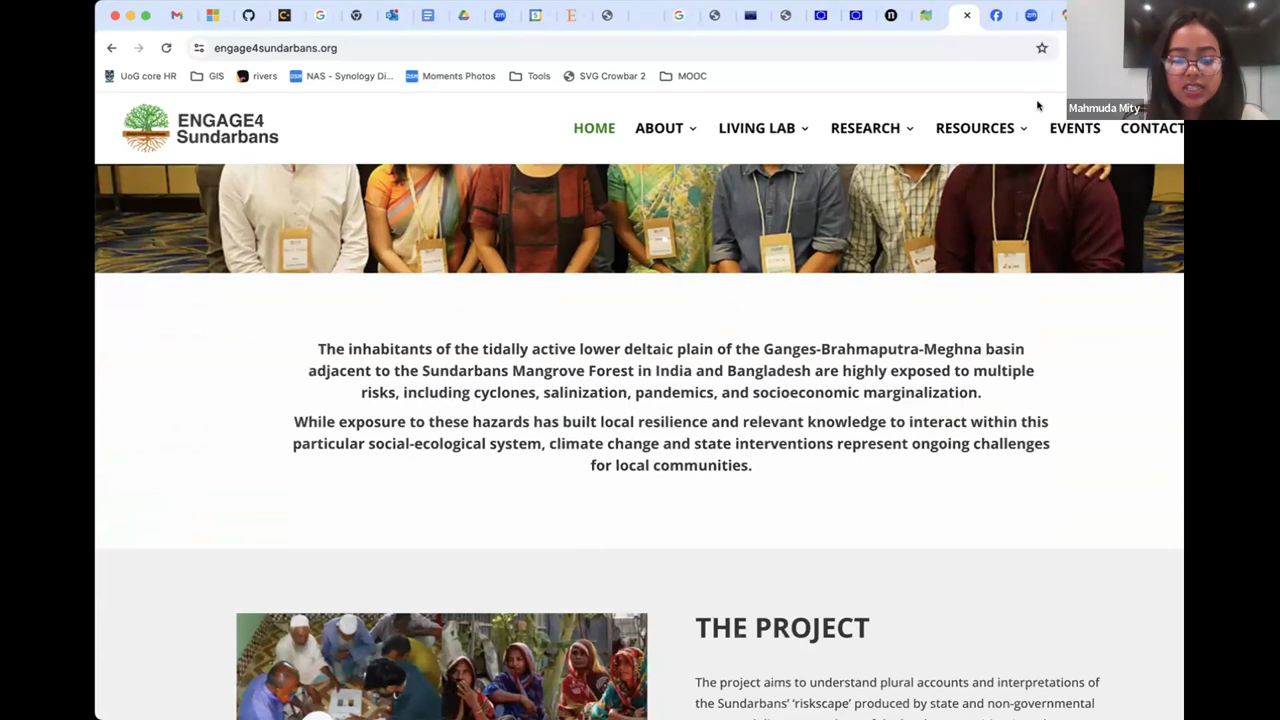 engage4sundarbans.org
UoG core HR GIS rivers NAS - Synology Di... Moments Photos Tools SVG Crowbar 2 MOOC
Mahmuda Mity
ENGAGE4
Sundarbans
HOME ABOUT LIVING LAB RESEARCH RESOURCES EVENTS CONTACT
The inhabitants of the tidally active lower deltaic plain of the Ganges-Brahmaputra-Meghna basin
adjacent to the Sundarbans Mangrove Forest in India and Bangladesh are highly exposed to multiple
risks, including cyclones, salinization, pandemics, and socioeconomic marginalization.
While exposure to these hazards has built local resilience and relevant knowledge to interact within this
particular social-ecological system, climate change and state interventions represent ongoing challenges
for local communities.
THE PROJECT
The project aims to understand plural accounts and interpretations of
the Sundarbans' 'riskscape' produced by state and non-governmental